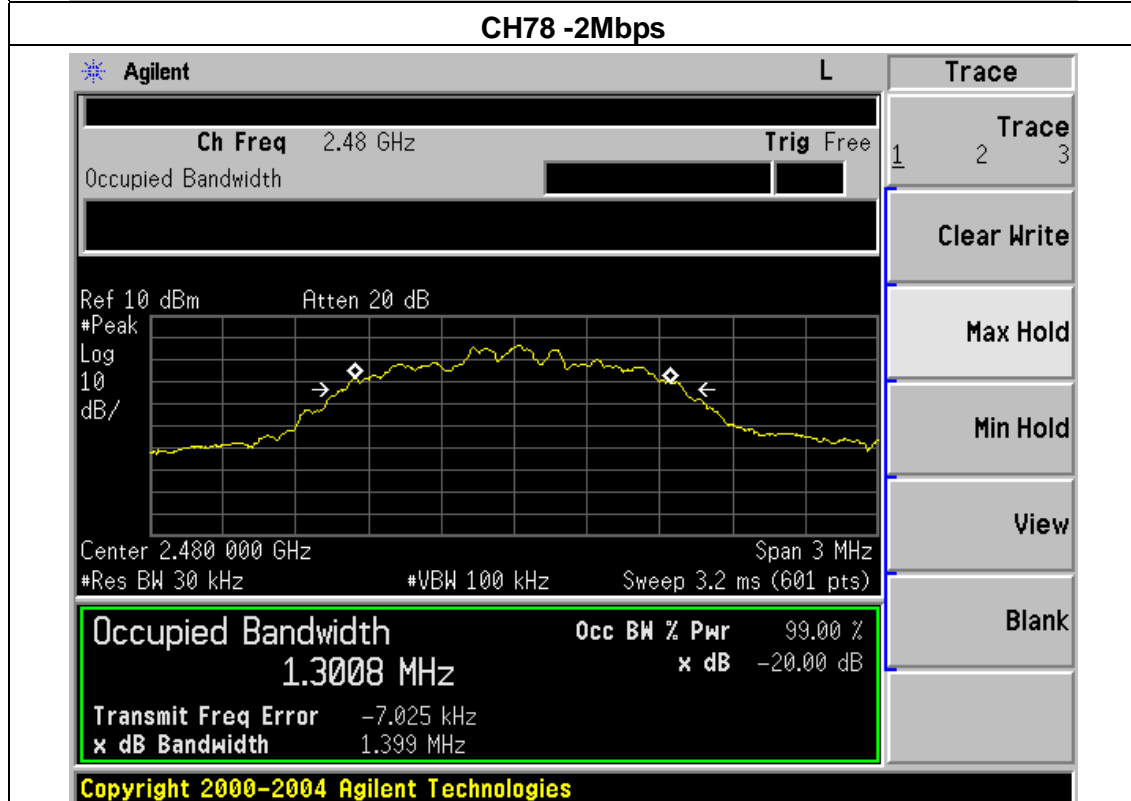 CH78 -2Mbps
Agilent L Trace
Ch Freq 2.48 GHz Trig Free
Occupied Bandwidth
Trace
1 2 3
Clear Write
Max Hold
Min Hold
View
Blank
Ref 10 dBm Atten 20 dB
#Peak
Log
10
dB/
Center 2.480 000 GHz Span 3 MHz
#Res BW 30 kHz #VBW 100 kHz Sweep 3.2 ms (601 pts)
Occupied Bandwidth Occ BW % Pwr 99.00 %
1.3008 MHz x dB -20.00 dB
Transmit Freq Error -7.025 kHz
x dB Bandwidth 1.399 MHz
Copyright 2000-2004 Agilent Technologies